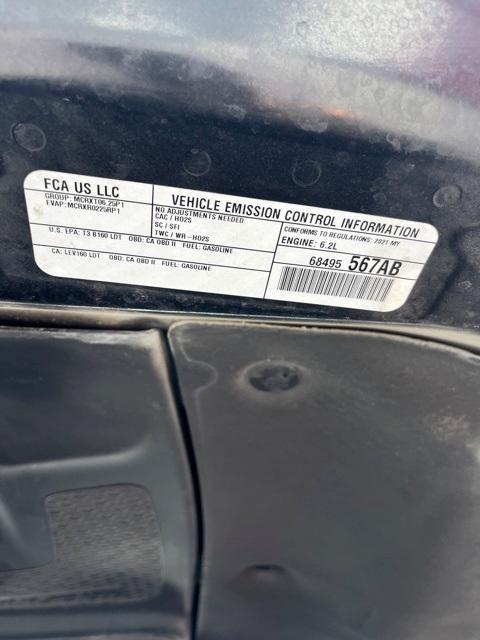 FCA US LLC
GROUP: MCRXT06.25P1
EVAP: MCRXR0225RP1
VEHICLE EMISSION CONTROL INFORMATION
NO ADJUSTMENTS NEEDED
CAC / HO2S
SC / SFI
TWC / WR-HO2S
CONFORMS TO REGULATIONS: 2021 MY
ENGINE: 6.2L
U.S. EPA: T3 B160 LDT OBD: CA OBD II FUEL: GASOLINE
CA: LEV160 LDT OBD: CA OBD II FUEL: GASOLINE
68495 567AB